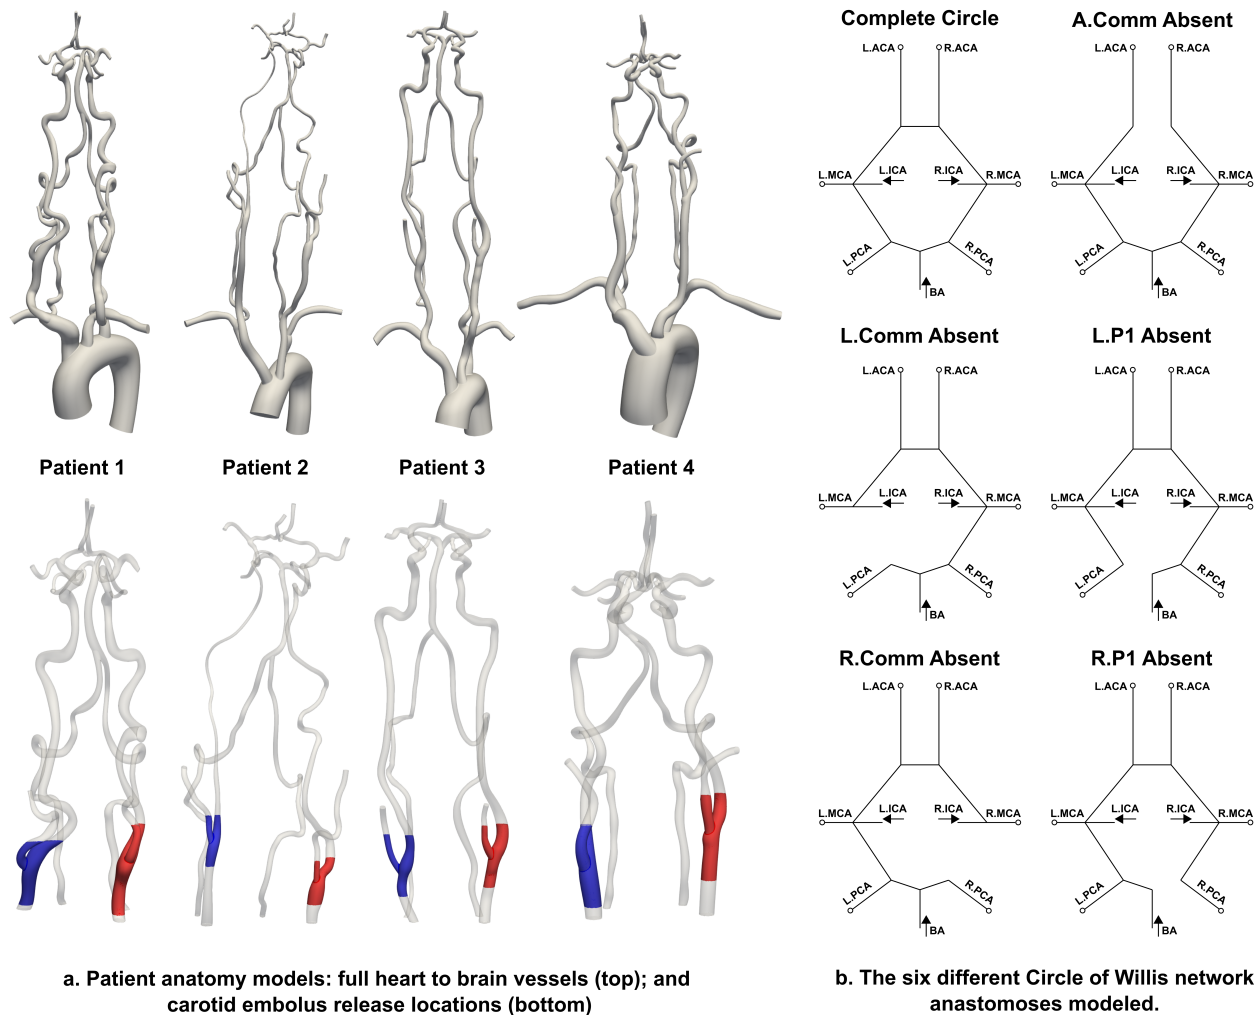 Patient 1
Patient 2
Patient 3
Patient 4
a. Patient anatomy models: full heart to brain vessels (top); and
carotid embolus release locations (bottom)
Complete Circle
L.ACA
R.ACA
L.MCA
L.ICA
R.ICA
R.MCA
L.PCA
R.PCA
BA
A.Comm Absent
L.ACA
R.ACA
L.MCA
L.ICA
R.ICA
R.MCA
L.PCA
R.PCA
BA
L.Comm Absent
L.ACA
R.ACA
L.MCA
L.ICA
R.ICA
R.MCA
L.PCA
R.PCA
BA
L.P1 Absent
L.ACA
R.ACA
L.MCA
L.ICA
R.ICA
R.MCA
L.PCA
R.PCA
BA
R.Comm Absent
L.ACA
R.ACA
L.MCA
L.ICA
R.ICA
R.MCA
L.PCA
R.PCA
BA
R.P1 Absent
L.ACA
R.ACA
L.MCA
L.ICA
R.ICA
R.MCA
L.PCA
R.PCA
BA
b. The six different Circle of Willis network
anastomoses modeled.